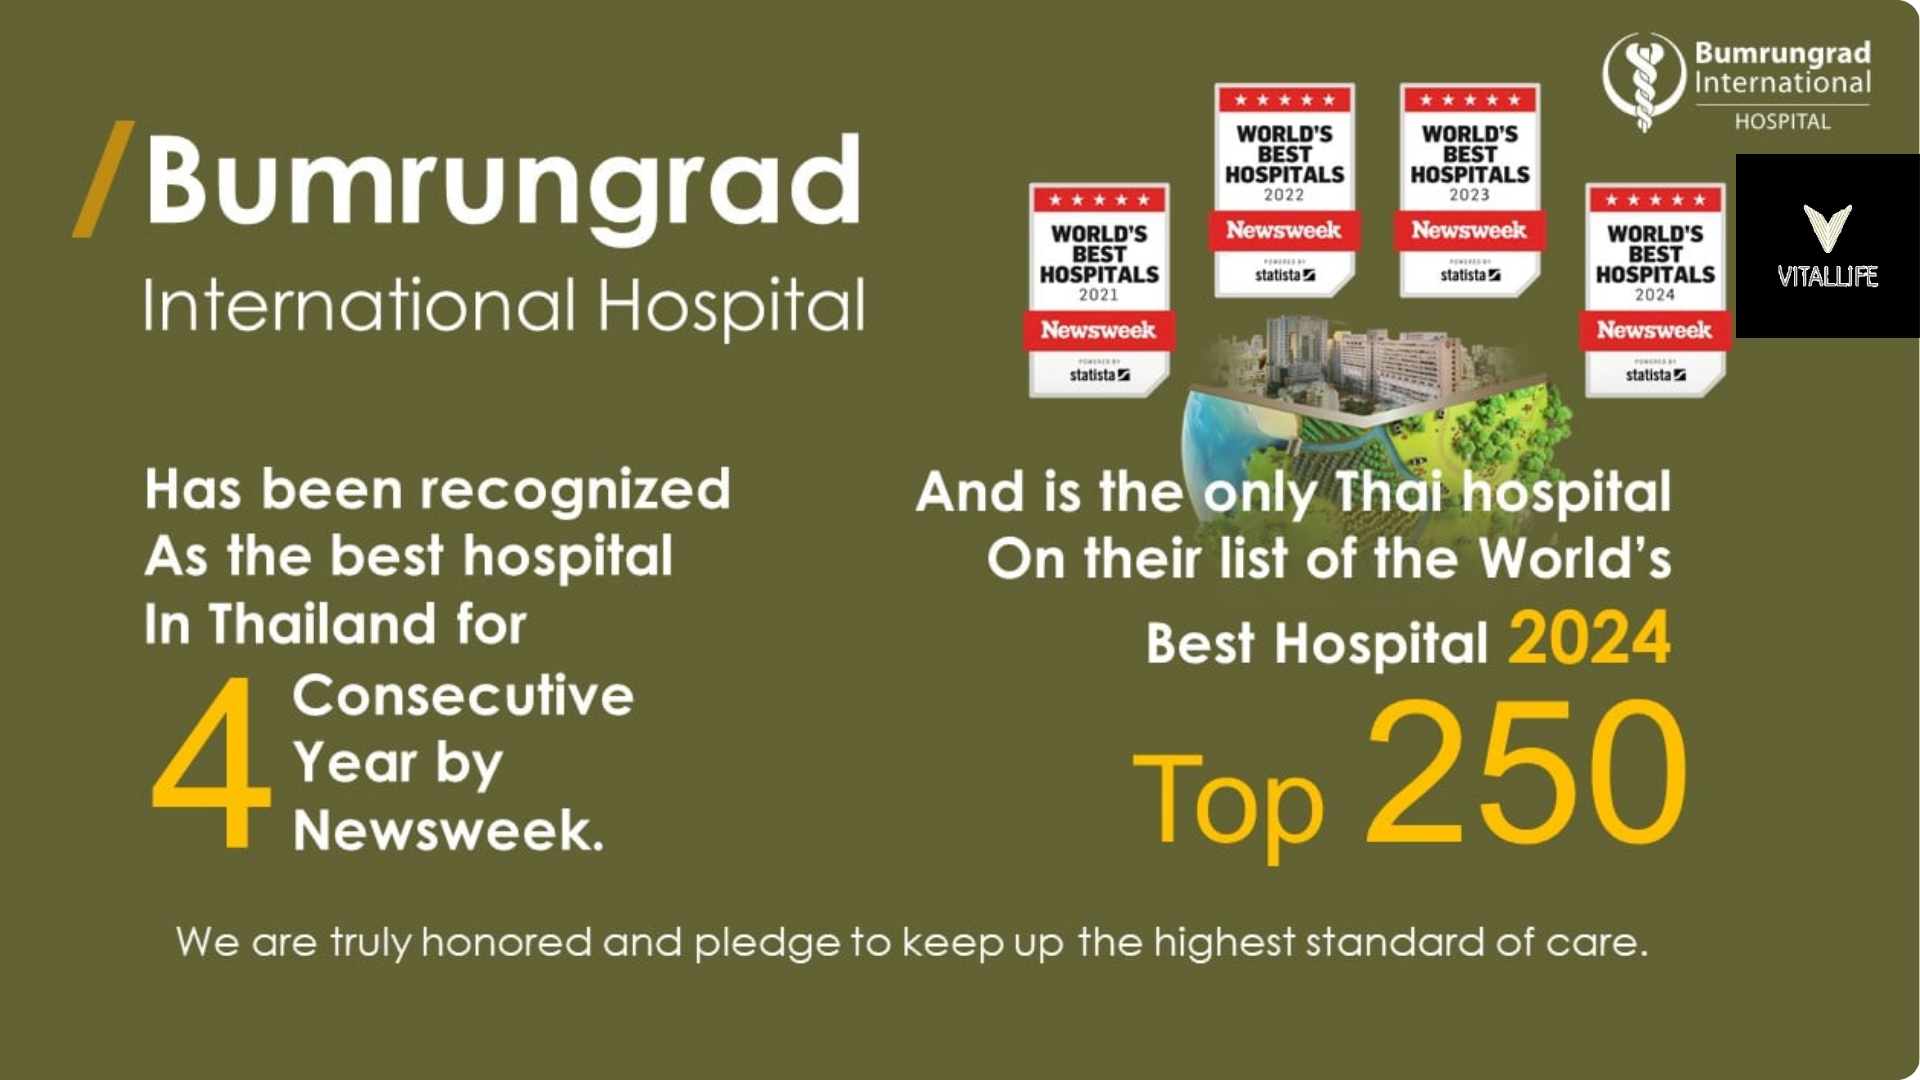 Bumrungrad
International
HOSPITAL
/Bumrungrad
International Hospital
WORLD'S
BEST
HOSPITALS
2021
Newsweek
POWERED BY
statista
WORLD'S
BEST
HOSPITALS
2022
Newsweek
POWERED BY
statista
WORLD'S
BEST
HOSPITALS
2023
Newsweek
POWERED BY
statista
WORLD'S
BEST
HOSPITALS
2024
Newsweek
POWERED BY
statista
VITALLIFE
Has been recognized
As the best hospital
In Thailand for
4 Consecutive
Year by
Newsweek.
And is the only Thai hospital
On their list of the World’s
Best Hospital 2024
Top 250
We are truly honored and pledge to keep up the highest standard of care.